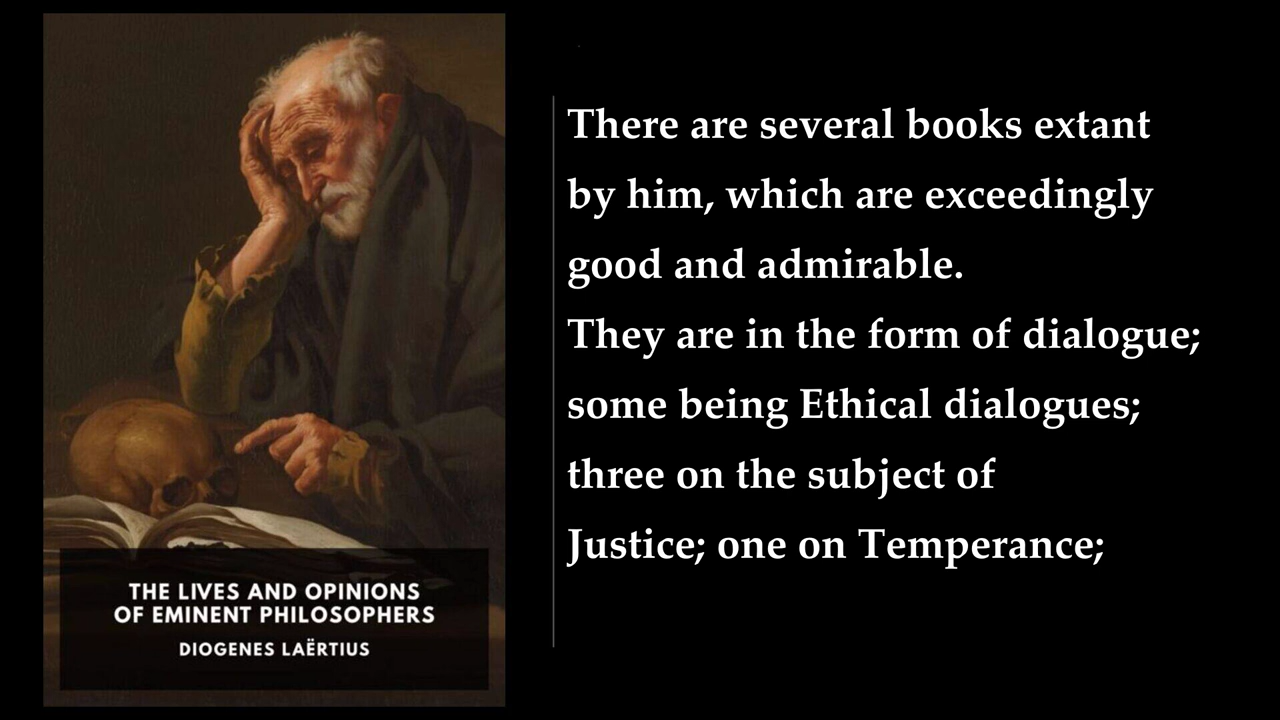 THE LIVES AND OPINIONS
OF EMINENT PHILOSOPHERS
DIOGENES LAËRTIUS
There are several books extant
by him, which are exceedingly
good and admirable.
They are in the form of dialogue;
some being Ethical dialogues;
three on the subject of
Justice; one on Temperance;